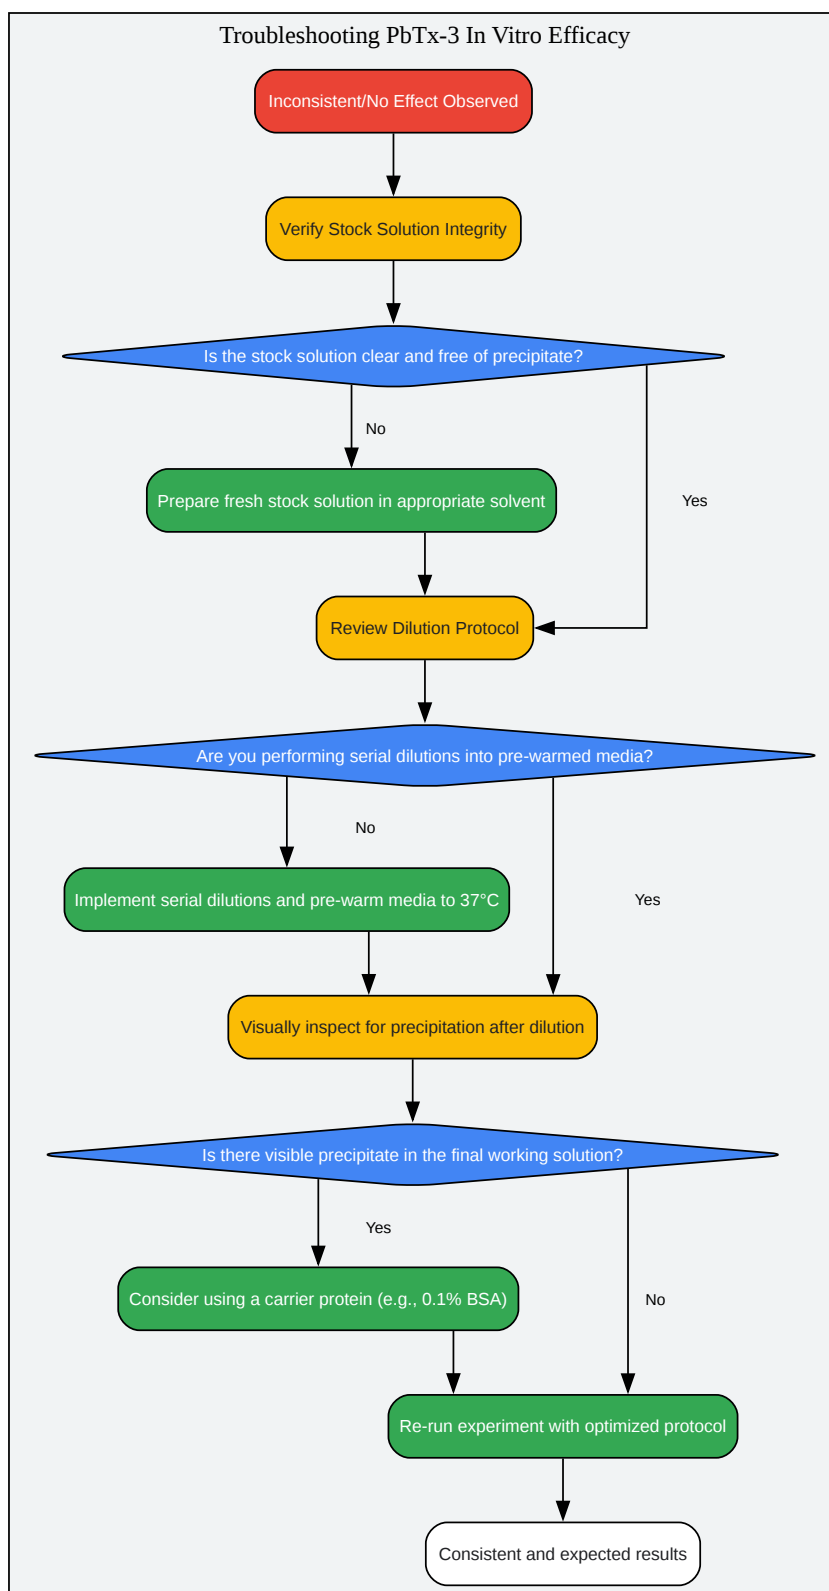 Troubleshooting PbTx-3 In Vitro Efficacy
Inconsistent/No Effect Observed
Verify Stock Solution Integrity
Is the stock solution clear and free of precipitate?
No
Prepare fresh stock solution in appropriate solvent
Yes
Review Dilution Protocol
Are you performing serial dilutions into pre-warmed media?
No
Implement serial dilutions and pre-warm media to 37°C
Yes
Visually inspect for precipitation after dilution
Is there visible precipitate in the final working solution?
Yes
Consider using a carrier protein (e.g., 0.1% BSA)
No
Re-run experiment with optimized protocol
Consistent and expected results